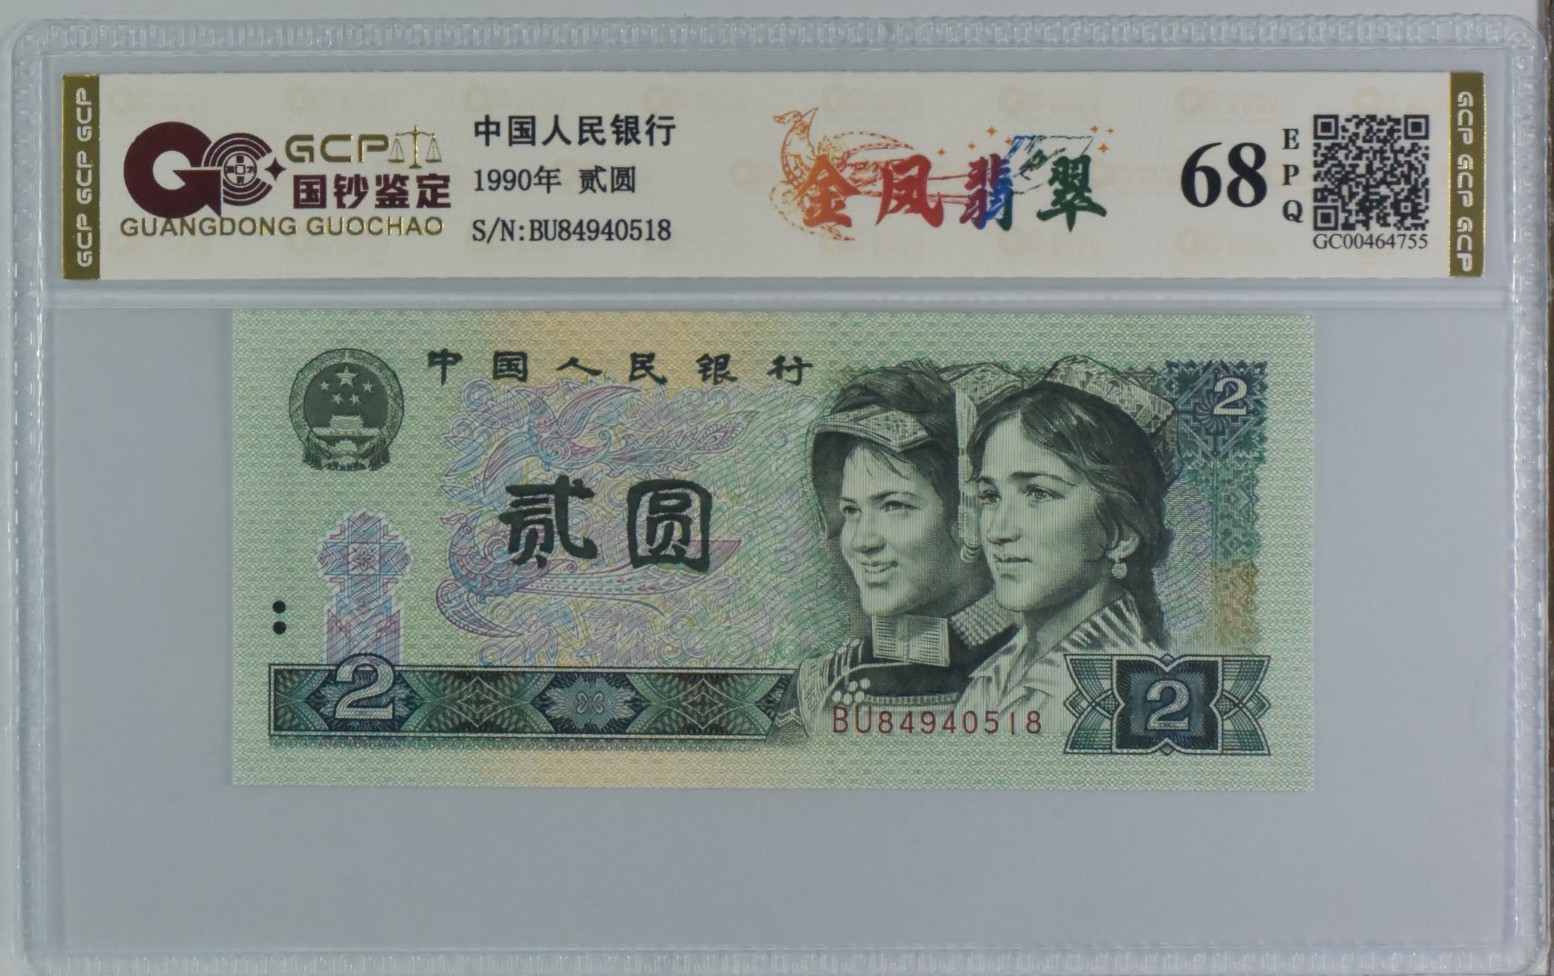 GCP GCP GCP
GCP
国钞鉴定
GUANGDONG GUOCHAO
中国人民银行
1990年 贰圆
S/N:BU84940518
金凤翡翠
68
EPQ
GC00464755
GCP GCP GCP
中国人民银行
2
贰圆
2
BU84940518
2